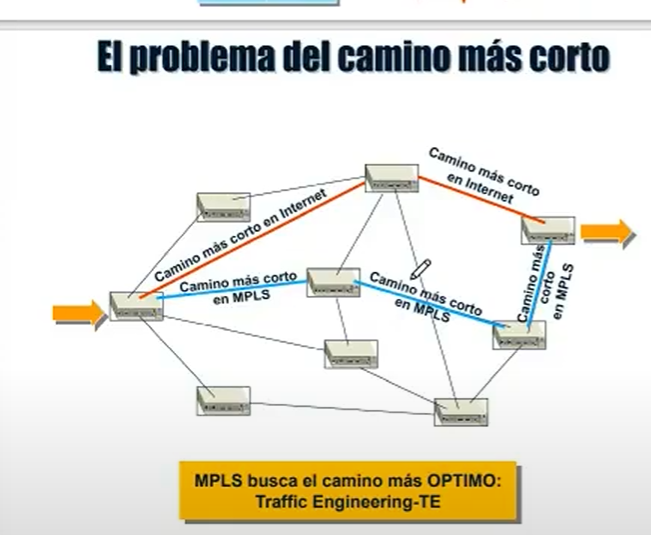 El problema del camino más corto
Camino más corto
en Internet
Camino más corto en Internet
Camino más corto
en MPLS
Camino más corto
en MPLS
Camino más
corto
en MPLS
MPLS busca el camino más OPTIMO:
Traffic Engineering-TE